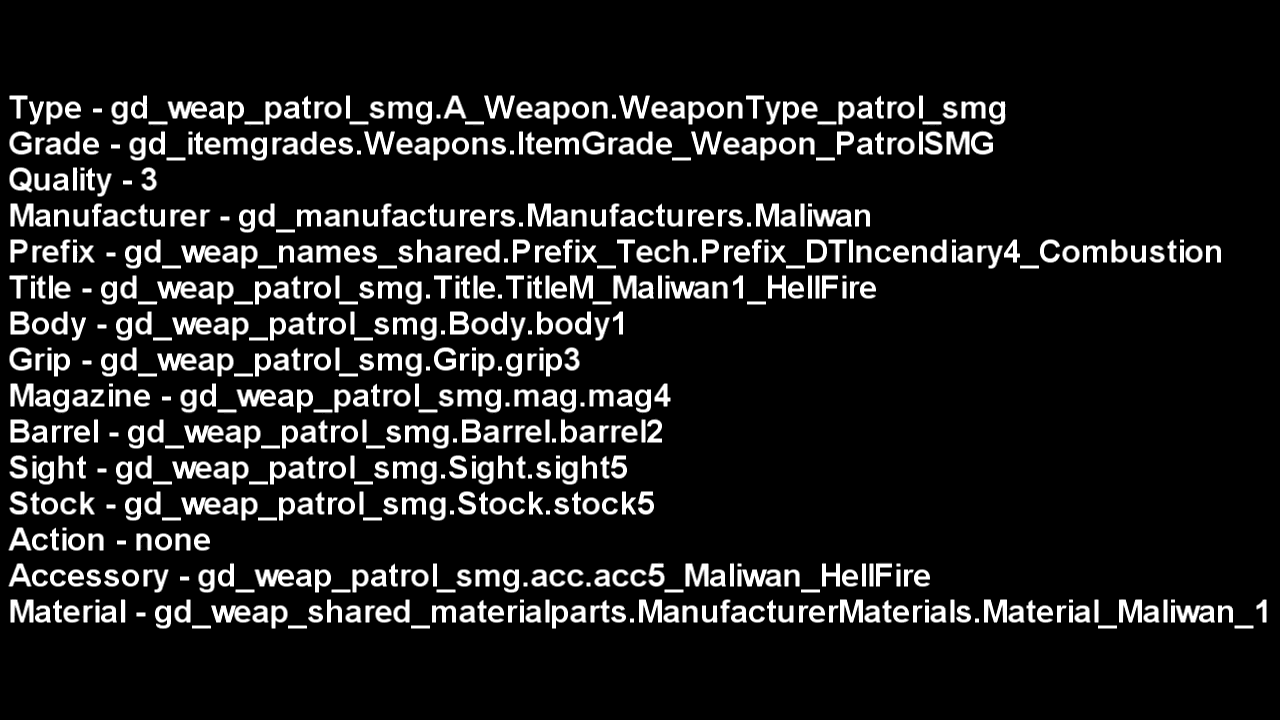 Type - gd_weap_patrol_smg.A_Weapon.WeaponType_patrol_smg
Grade - gd_itemgrades.Weapons.ItemGrade_Weapon_PatrolSMG
Quality - 3
Manufacturer - gd_manufacturers.Manufacturers.Maliwan
Prefix - gd_weap_names_shared.Prefix_Tech.Prefix_DTIncendiary4_Combustion
Title - gd_weap_patrol_smg.Title.TitleM_Maliwan1_HellFire
Body - gd_weap_patrol_smg.Body.body1
Grip - gd_weap_patrol_smg.Grip.grip3
Magazine - gd_weap_patrol_smg.mag.mag4
Barrel - gd_weap_patrol_smg.Barrel.barrel2
Sight - gd_weap_patrol_smg.Sight.sight5
Stock - gd_weap_patrol_smg.Stock.stock5
Action - none
Accessory - gd_weap_patrol_smg.acc.acc5_Maliwan_HellFire
Material - gd_weap_shared_materialparts.ManufacturerMaterials.Material_Maliwan_1